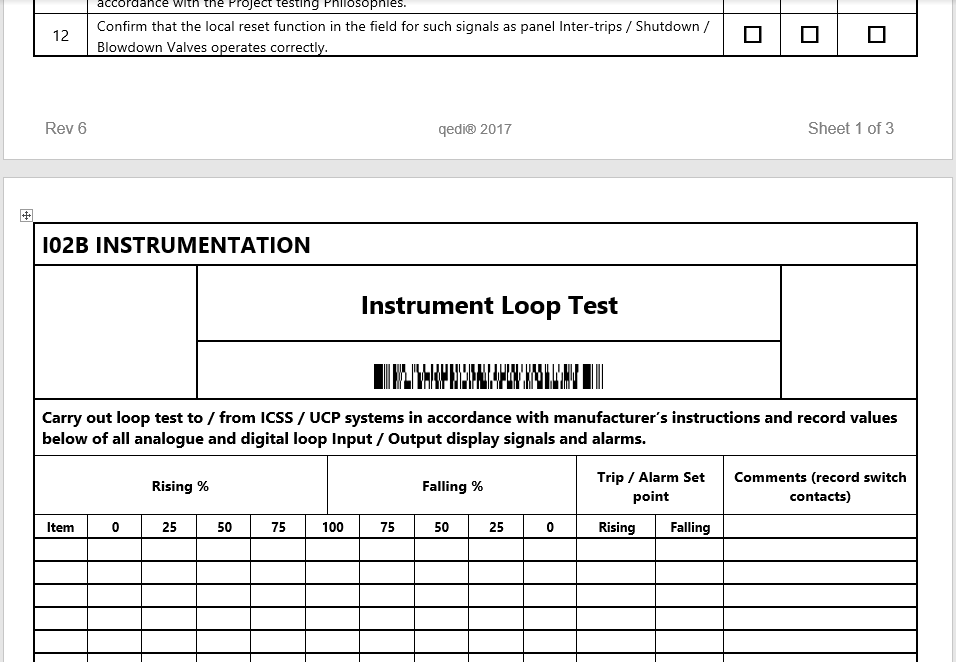 accordance with the Project testing Philosophies.
12 Confirm that the local reset function in the field for such signals as panel Inter-trips / Shutdown /
Blowdown Valves operates correctly.
Rev 6 qedi® 2017 Sheet 1 of 3
I02B INSTRUMENTATION
Instrument Loop Test
Carry out loop test to / from ICSS / UCP systems in accordance with manufacturer's instructions and record values
below of all analogue and digital loop Input / Output display signals and alarms.
Rising % Falling % Trip / Alarm Set
point Comments (record switch
contacts)
Item 0 25 50 75 100 75 50 25 0 Rising Falling